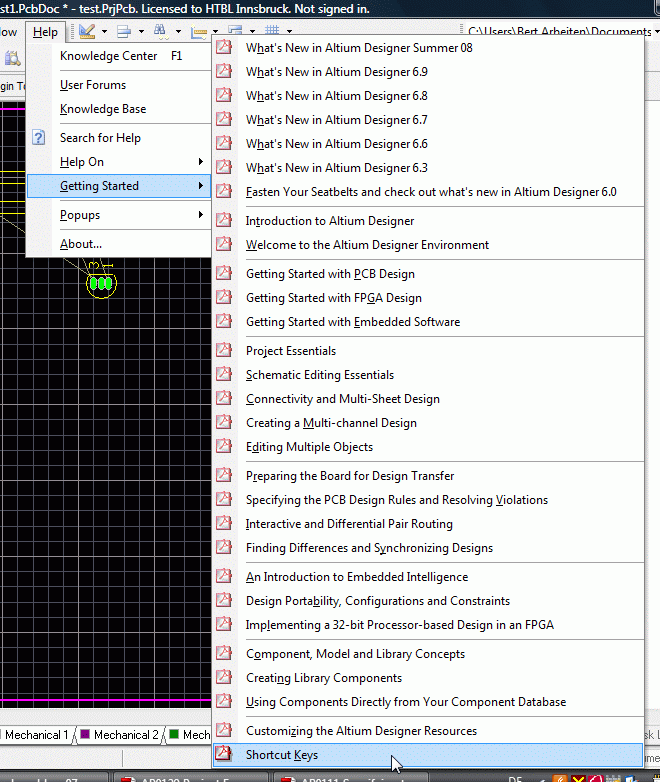 st1.PcbDoc * - test.PrjPcb. Licensed to HTBL Innsbruck. Not signed in.
ow Help C:\Users\Bert Arbeiten\Documents
Knowledge Center F1
User Forums
Knowledge Base
Search for Help
Help On
Getting Started
Popups
About...
What's New in Altium Designer Summer 08
What's New in Altium Designer 6.9
What's New in Altium Designer 6.8
What's New in Altium Designer 6.7
What's New in Altium Designer 6.6
What's New in Altium Designer 6.3
Fasten Your Seatbelts and check out what's new in Altium Designer 6.0
Introduction to Altium Designer
Welcome to the Altium Designer Environment
Getting Started with PCB Design
Getting Started with FPGA Design
Getting Started with Embedded Software
Project Essentials
Schematic Editing Essentials
Connectivity and Multi-Sheet Design
Creating a Multi-channel Design
Editing Multiple Objects
Preparing the Board for Design Transfer
Specifying the PCB Design Rules and Resolving Violations
Interactive and Differential Pair Routing
Finding Differences and Synchronizing Designs
An Introduction to Embedded Intelligence
Design Portability, Configurations and Constraints
Implementing a 32-bit Processor-based Design in an FPGA
Component, Model and Library Concepts
Creating Library Components
Using Components Directly from Your Component Database
Customizing the Altium Designer Resources
Shortcut Keys
3
1
Mechanical 1 Mechanical 2 Mech
DE